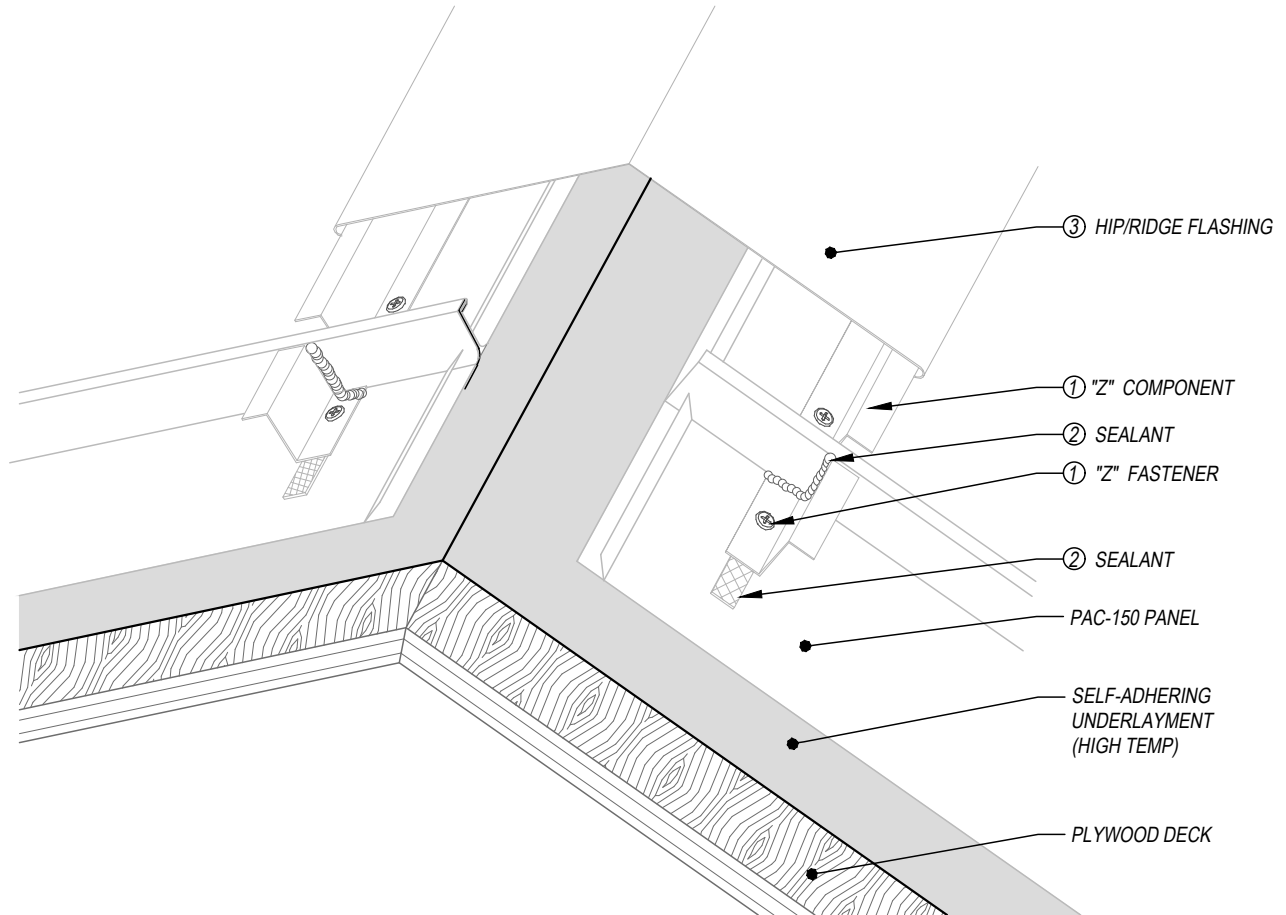 ③ HIP/RIDGE FLASHING
① "Z" COMPONENT
② SEALANT
① "Z" FASTENER
② SEALANT
PAC-150 PANEL
SELF-ADHERING
UNDERLAYMENT
(HIGH TEMP)
PLYWOOD DECK